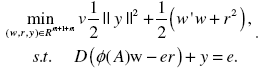 min_{(w,r,y)∈R^{n+1+m}} v 1/2 || y ||² + 1/2 (w'w + r²),.
s.t. D(ϕ(A)w − er) + y = e.